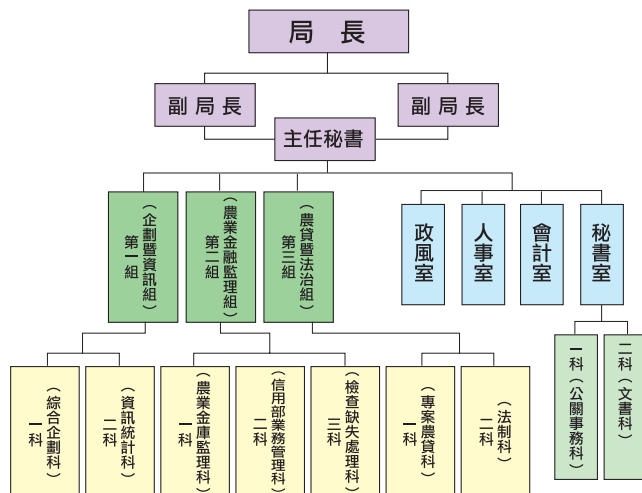 局長
副局長
副局長
主任秘書
第一組
（企劃暨資訊組）
第二組
（農業金融監理組）
第三組
（農貸暨法治組）
政風室
人事室
會計室
秘書室
一科（公關事務科）
二科（文書科）
一科
（綜合企劃科）
二科
（資訊統計科）
一科
（農業金庫監理科）
二科
（信用部業務管理科）
三科
（檢查缺失處理科）
一科
（專案農貸科）
二科
（法制科）